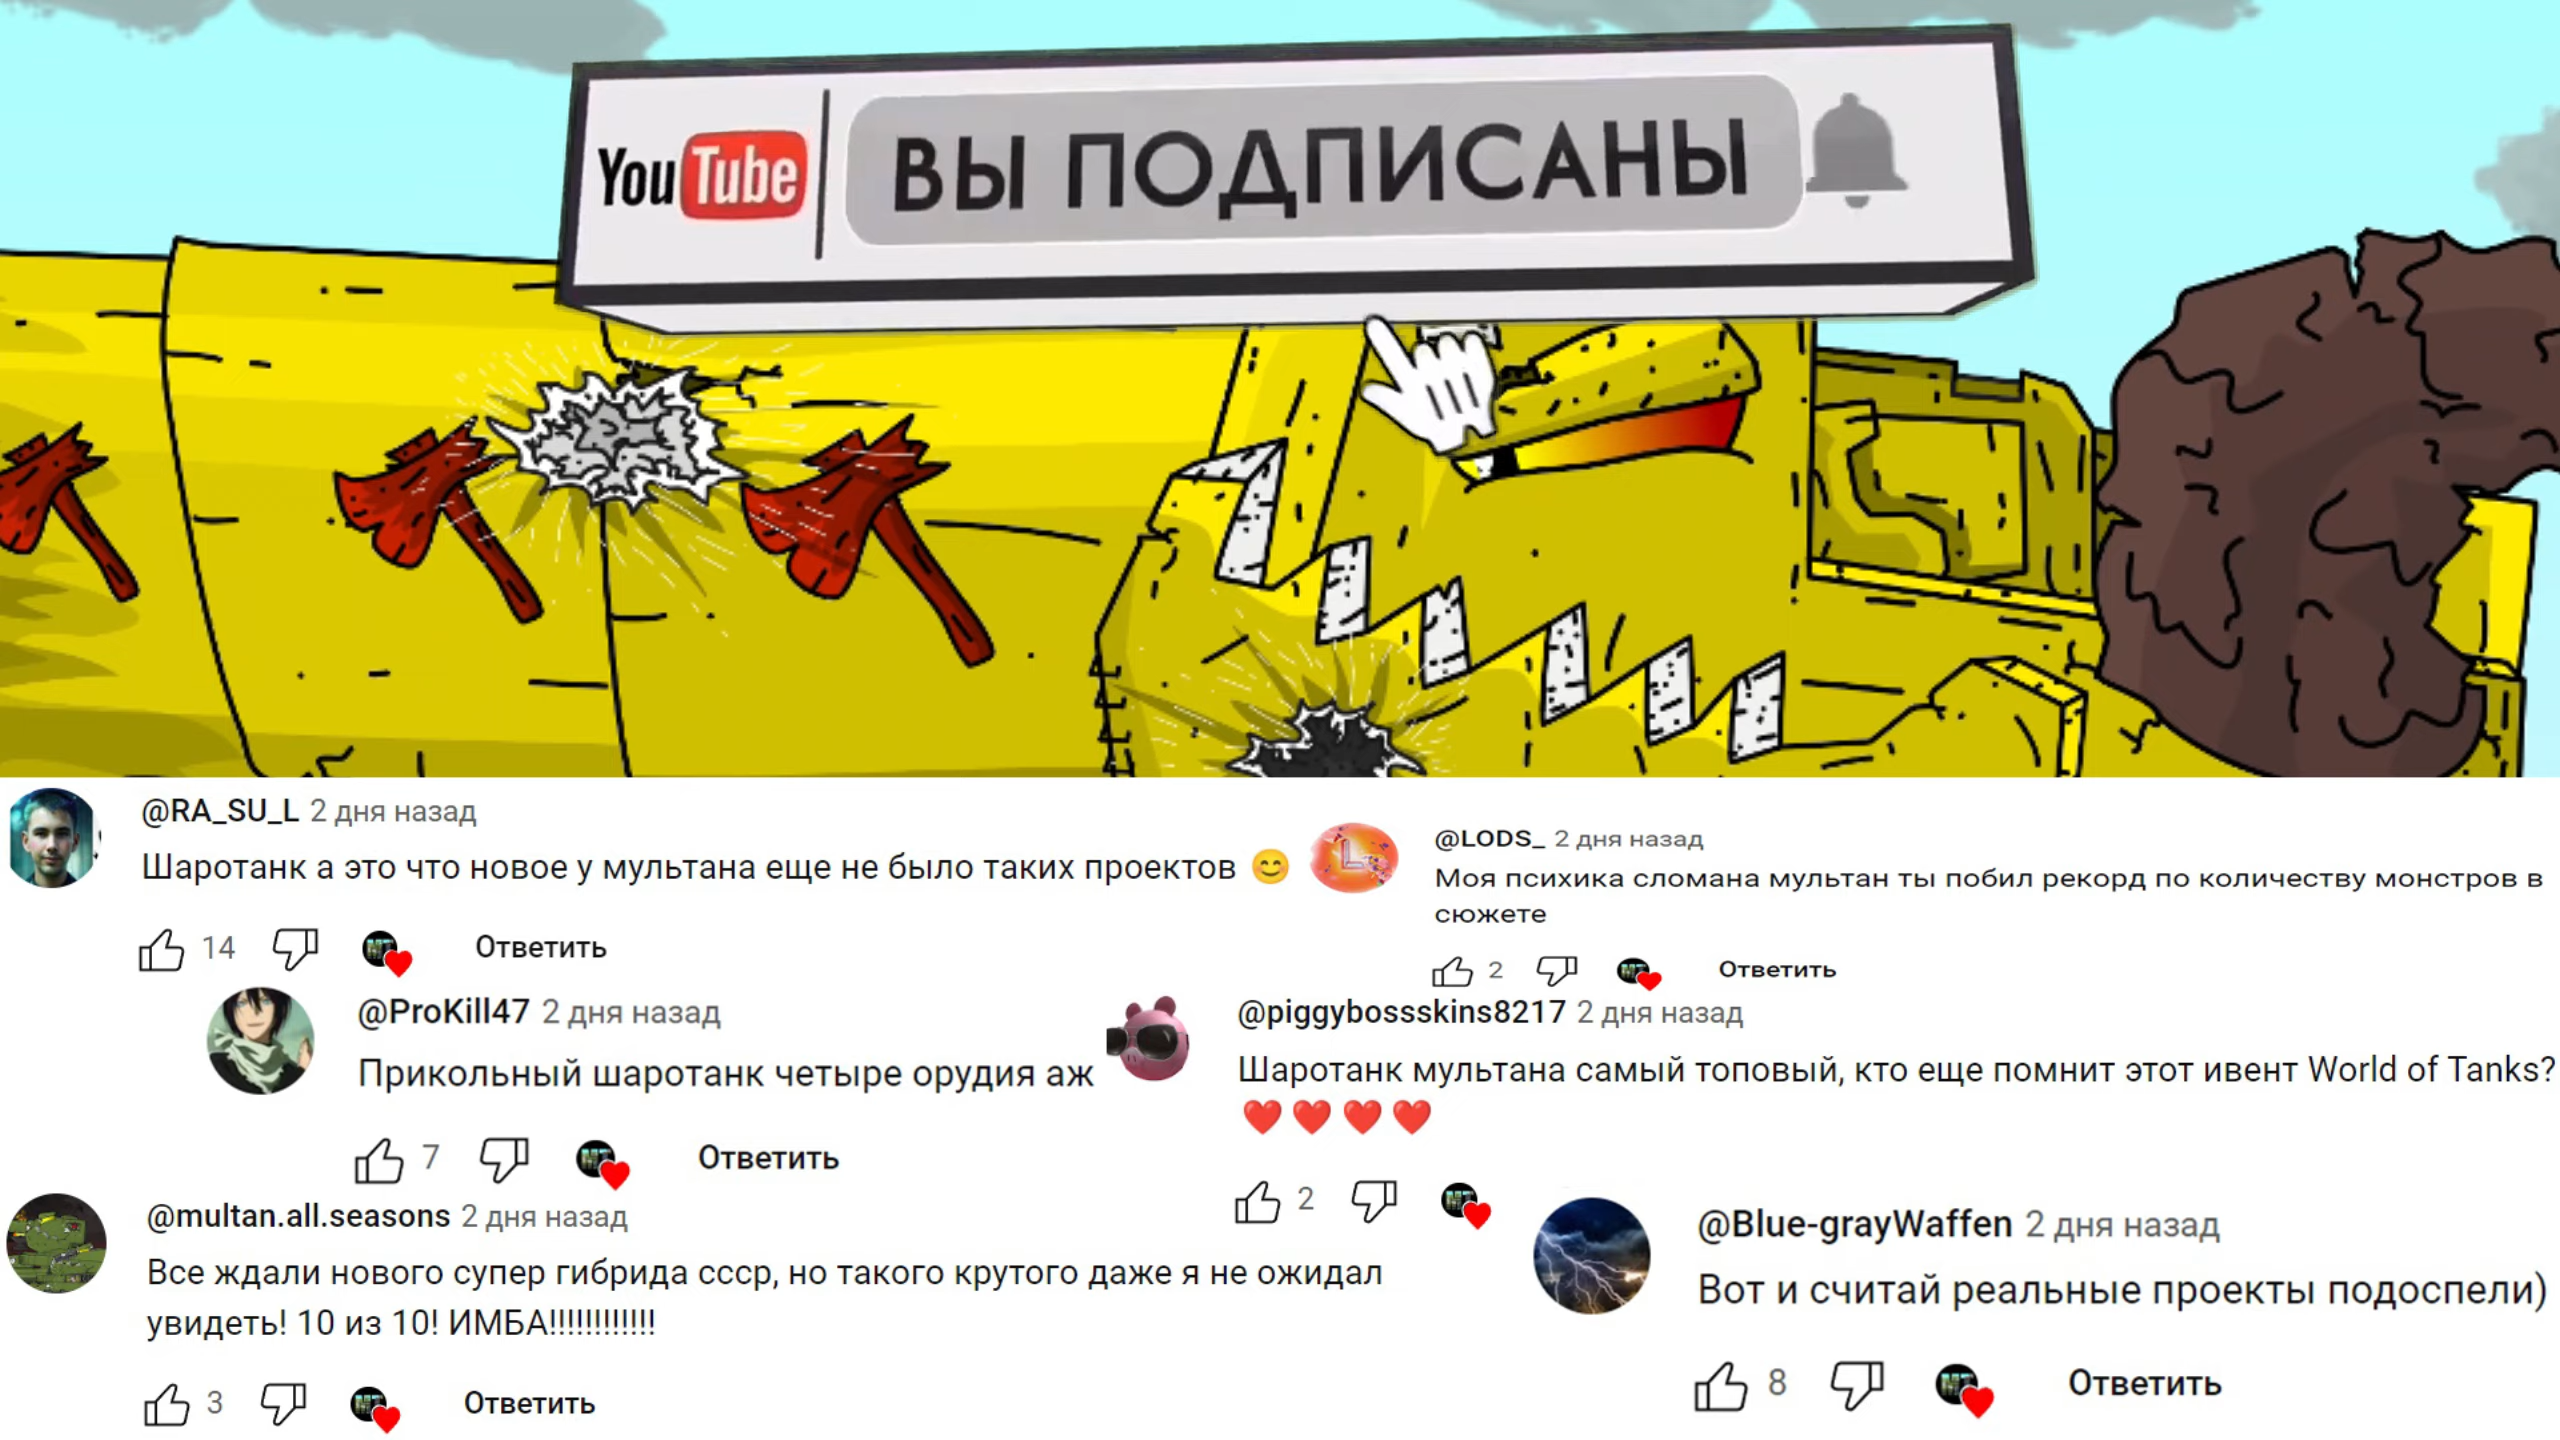 YouTube
ВЫ ПОДПИСАНЫ
@RA_SU_L 2 дня назад
Шаротанк а это что новое у мультана еще не было таких проектов 😊
14
Ответить
@LODS_ 2 дня назад
Моя психика сломана мультан ты побил рекорд по количеству монстров в
сюжете
2
Ответить
@ProKill47 2 дня назад
Прикольный шаротанк четыре орудия аж
7
Ответить
@piggybossskins8217 2 дня назад
Шаротанк мультана самый топовый, кто еще помнит этот ивент World of Tanks?
❤️❤️❤️❤️
2
@multan.all.seasons 2 дня назад
Все ждали нового супер гибрида ссср, но такого крутого даже я не ожидал
увидеть! 10 из 10! ИМБА!!!!!!!!!!!!
3
Ответить
@Blue-grayWaffen 2 дня назад
Вот и считай реальные проекты подоспели)
8
Ответить